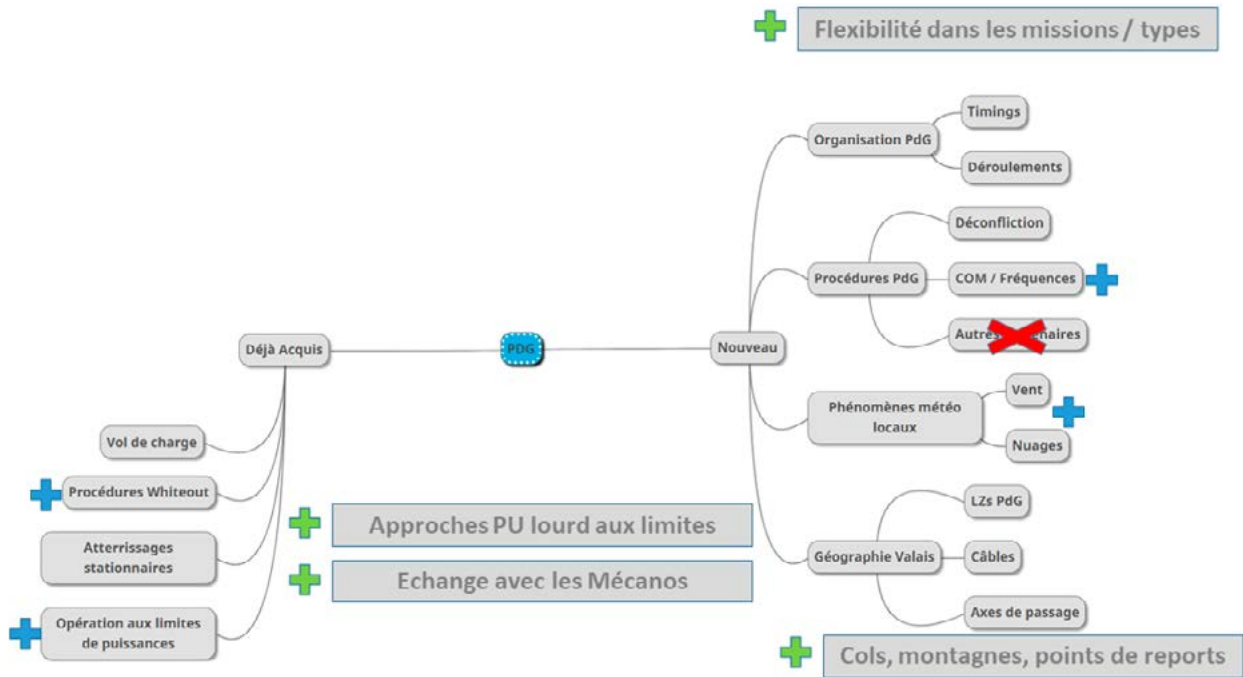 Flexibilité dans les missions / types
Timings
Organisation PdG
Déroulements
Déconfliction
Procédures PdG
COM / Fréquences
Autres
Déjà Acquis
PDG
Nouveau
Vent
Phénomènes météo
locaux
Nuages
Vol de charge
Procédures Whiteout
Atterrissages
stationnaires
Opération aux limites
de puissances
Approches PU lourd aux limites
Echange avec les Mécanos
LZs PdG
Géographie Valais
Câbles
Axes de passage
Cols, montagnes, points de reports